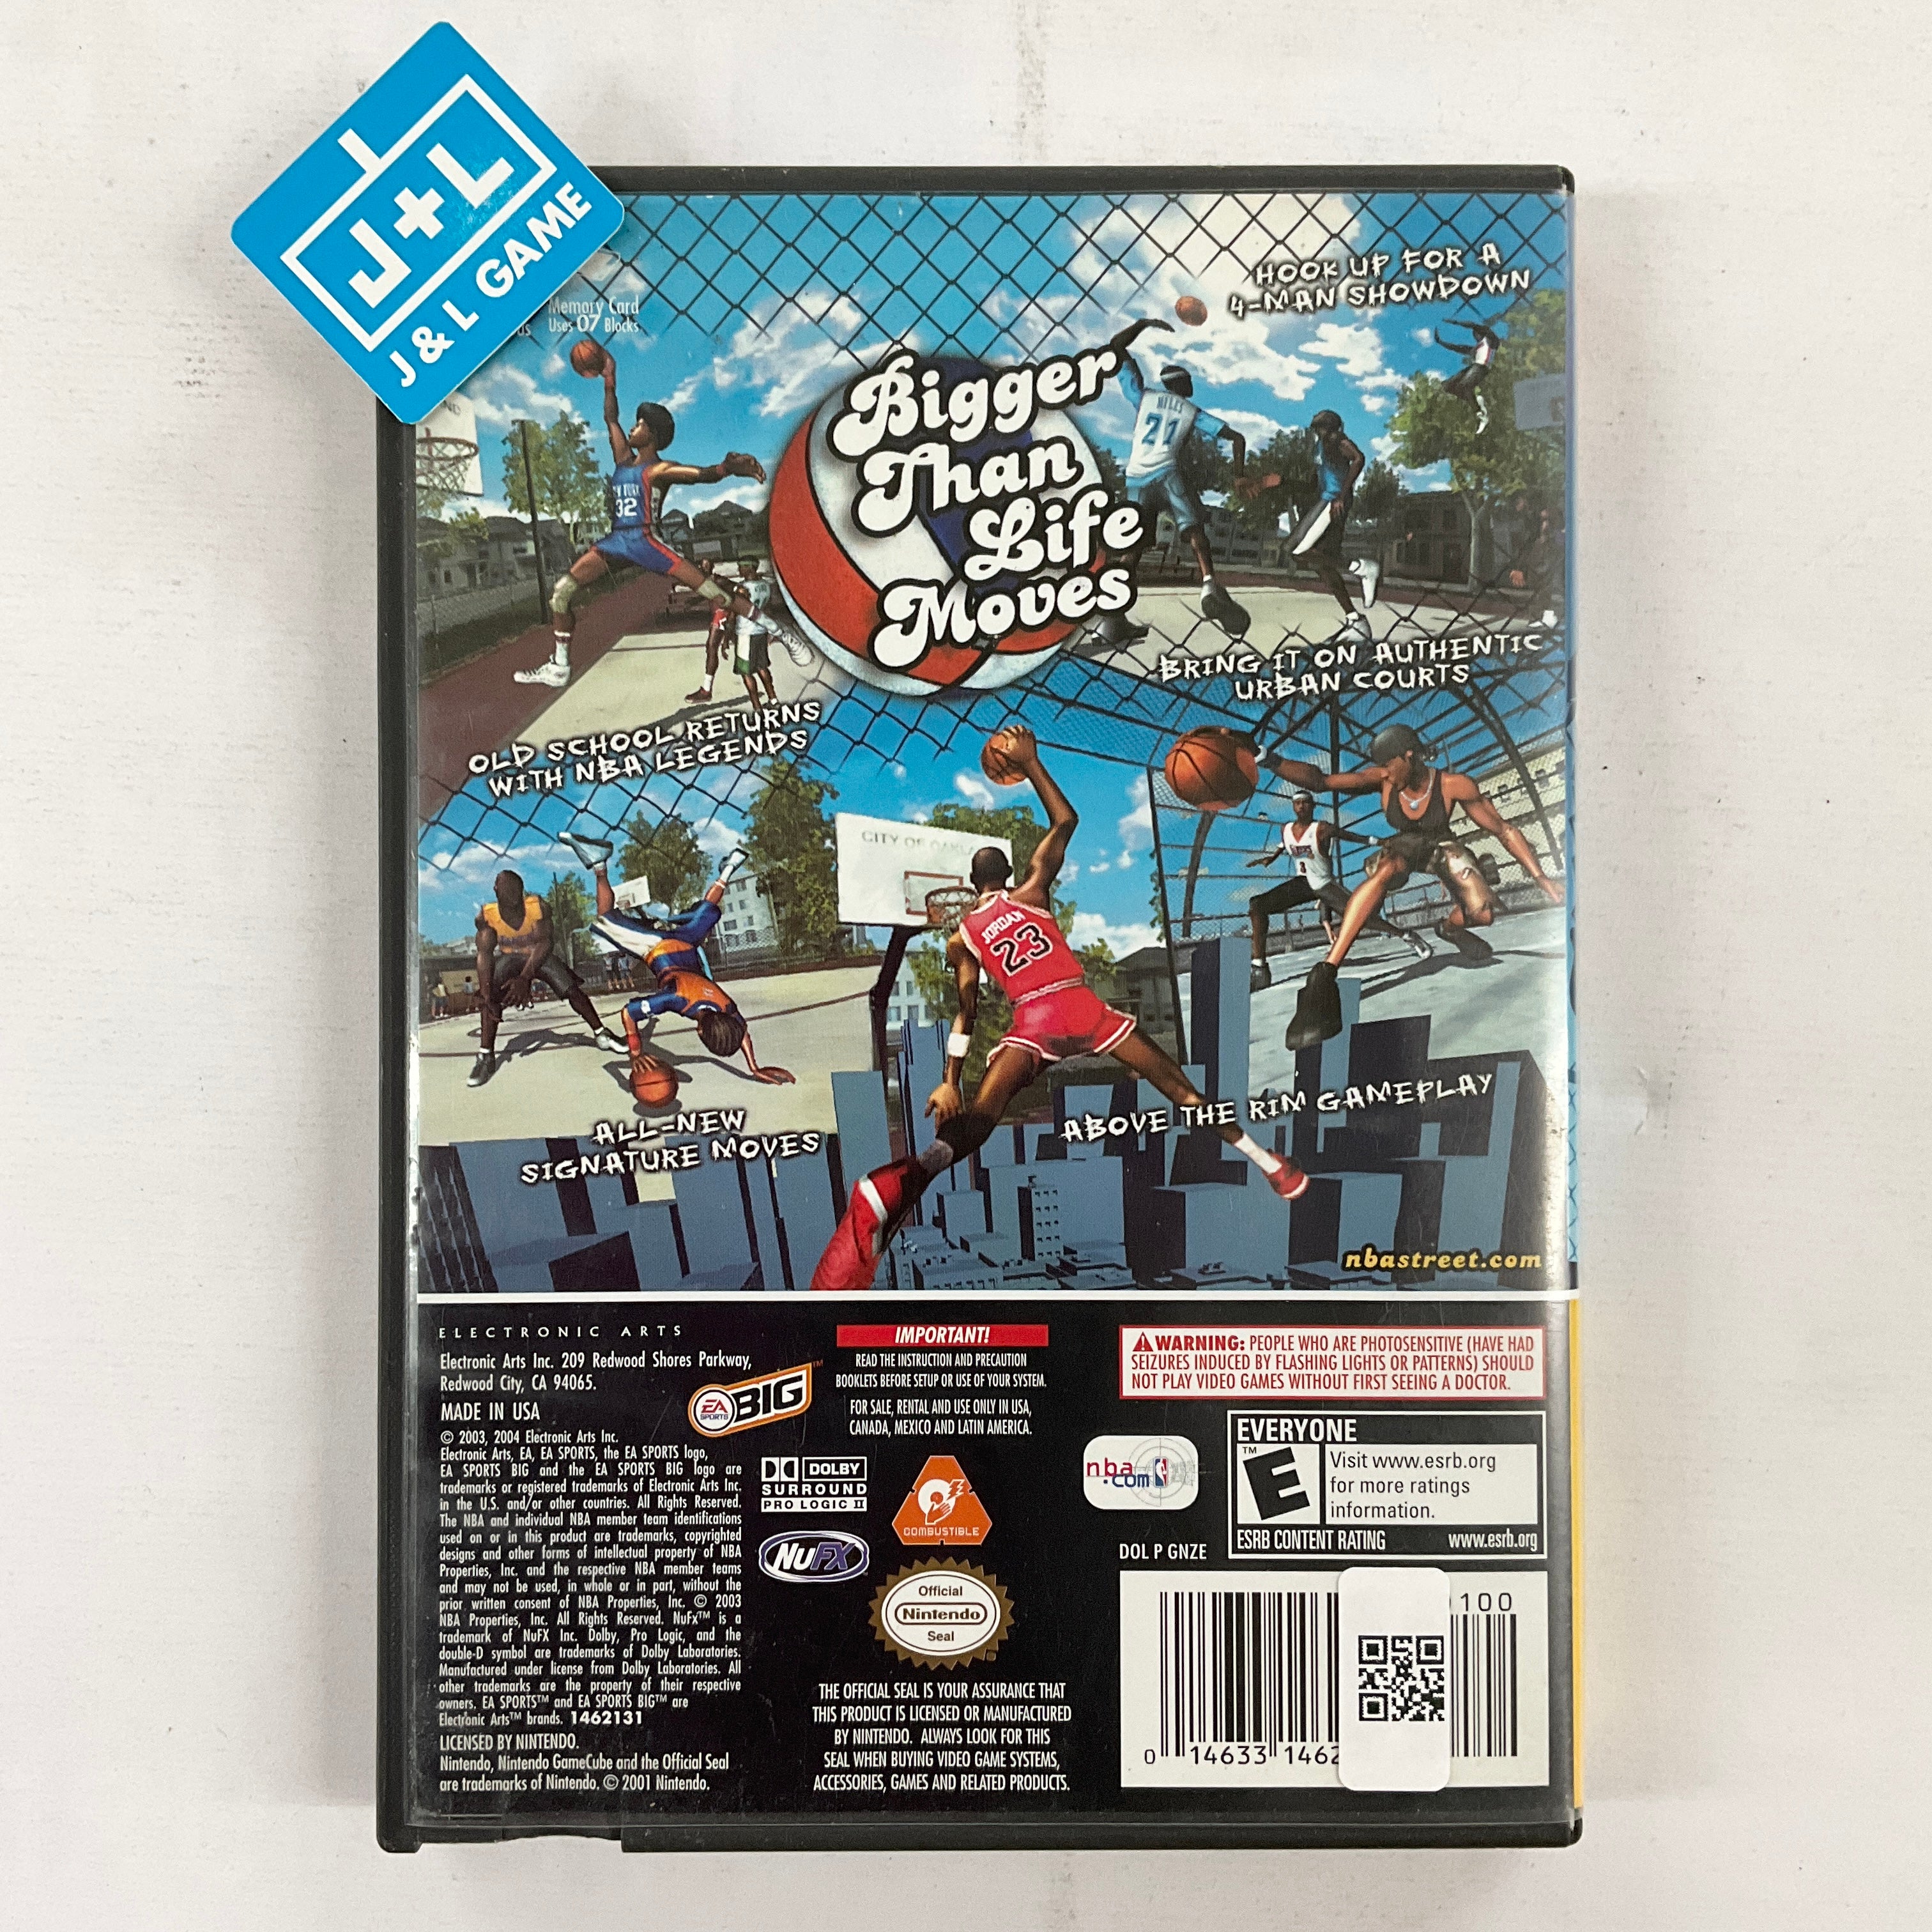 J+L
J&L GAME
Memory Card
Uses 07 Blocks
HOOK UP FOR A
4-MAN SHOWDOWN
Bigger
Than
Life
Moves
MILES
21
32
BRING IT ON AUTHENTIC
URBAN COURTS
OLD SCHOOL RETURNS
WITH NBA LEGENDS
CITY OF
JORDAN
23
ALL-NEW
SIGNATURE MOVES
ABOVE THE RIM GAMEPLAY
nbastreet.com
ELECTRONIC ARTS
Electronic Arts Inc. 209 Redwood Shores Parkway,
Redwood City, CA 94065.
MADE IN USA
© 2003, 2004 Electronic Arts Inc.
Electronic Arts, EA, EA SPORTS, the EA SPORTS logo,
EA SPORTS BIG and the EA SPORTS BIG logo are
trademarks or registered trademarks of Electronic Arts Inc.
in the U.S. and/or other countries. All Rights Reserved.
The NBA and individual NBA member team identifications
used on or in this product are trademarks, copyrighted
designs and other forms of intellectual property of NBA
Properties, Inc. and the respective NBA member teams
and may not be used, in whole or in part, without the
prior written consent of NBA Properties, Inc. © 2003
NBA Properties, Inc. All Rights Reserved. NuFx™ is a
trademark of NuFX Inc. Dolby, Pro Logic, and the
double-D symbol are trademarks of Dolby Laboratories.
Manufactured under license from Dolby Laboratories. All
other trademarks are the property of their respective
owners. EA SPORTS™ and EA SPORTS BIG™ are
Electronic Arts™ brands. 1462131
LICENSED BY NINTENDO.
Nintendo, Nintendo GameCube and the Official Seal
are trademarks of Nintendo. © 2001 Nintendo.
EA SPORTS BIG™
DOLBY
SURROUND
PRO LOGIC II
NuFX
IMPORTANT!
READ THE INSTRUCTION AND PRECAUTION
BOOKLETS BEFORE SETUP OR USE OF YOUR SYSTEM.
FOR SALE, RENTAL AND USE ONLY IN USA,
CANADA, MEXICO AND LATIN AMERICA.
COMBUSTIBLE
Official
Nintendo
Seal
THE OFFICIAL SEAL IS YOUR ASSURANCE THAT
THIS PRODUCT IS LICENSED OR MANUFACTURED
BY NINTENDO. ALWAYS LOOK FOR THIS
SEAL WHEN BUYING VIDEO GAME SYSTEMS,
ACCESSORIES, GAMES AND RELATED PRODUCTS.
WARNING: PEOPLE WHO ARE PHOTOSENSITIVE (HAVE HAD
SEIZURES INDUCED BY FLASHING LIGHTS OR PATTERNS) SHOULD
NOT PLAY VIDEO GAMES WITHOUT FIRST SEEING A DOCTOR.
nba
.com
EVERYONE
E™
Visit www.esrb.org
for more ratings
information.
ESRB CONTENT RATING www.esrb.org
DOL P GNZE
100
0 14633 1462